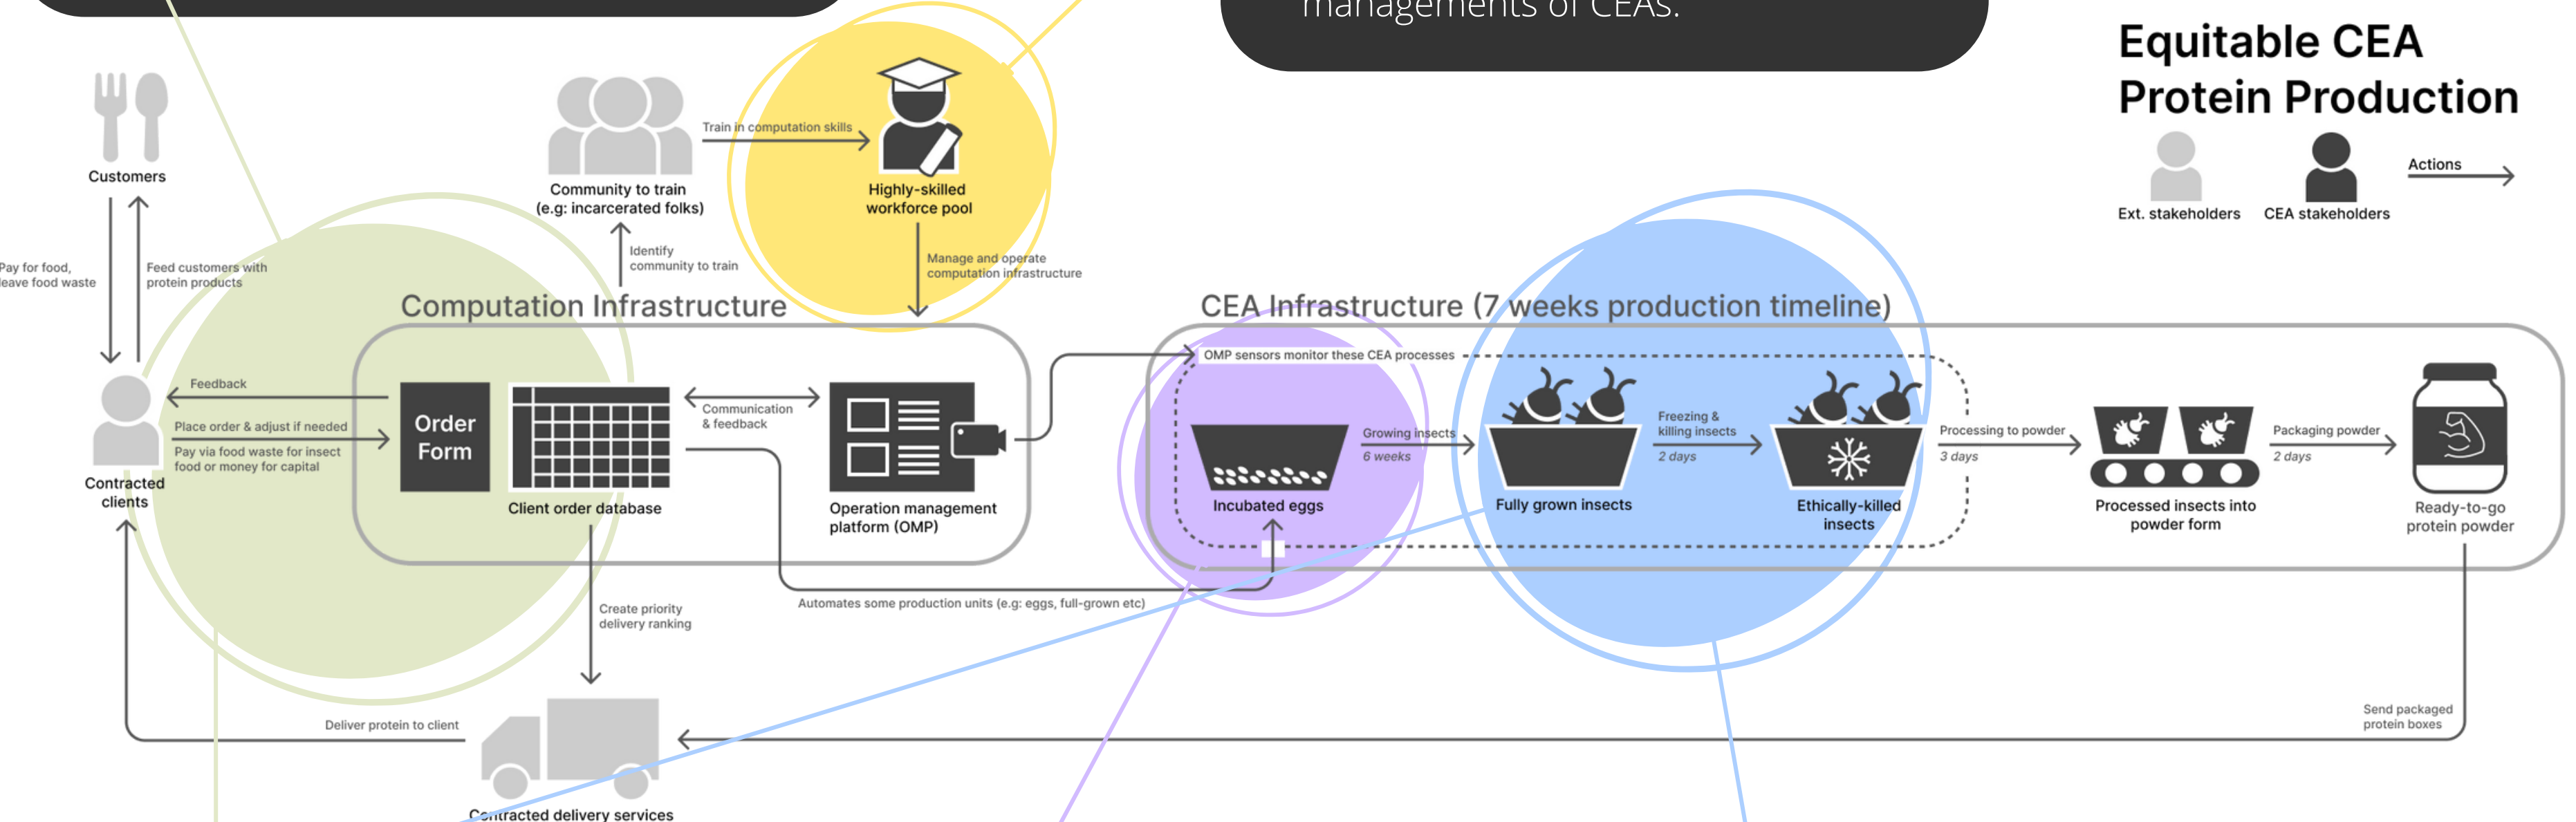 managements of CEAs.
Equitable CEA
Protein Production
Ext. stakeholders
CEA stakeholders
Actions
Customers
Pay for food,
leave food waste
Feed customers with
protein products
Community to train
(e.g: incarcerated folks)
Train in computation skills
Highly-skilled
workforce pool
Identify
community to train
Manage and operate
computation infrastructure
Computation Infrastructure
Feedback
Place order & adjust if needed
Pay via food waste for insect
food or money for capital
Contracted
clients
Order
Form
Client order database
Communication
& feedback
Operation management
platform (OMP)
Automates some production units (e.g: eggs, full-grown etc)
Create priority
delivery ranking
Deliver protein to client
Contracted delivery services
CEA Infrastructure (7 weeks production timeline)
OMP sensors monitor these CEA processes
Incubated eggs
Growing insects
6 weeks
Fully grown insects
Freezing &
killing insects
2 days
Ethically-killed
insects
Processing to powder
3 days
Processed insects into
powder form
Packaging powder
2 days
Ready-to-go
protein powder
Send packaged
protein boxes